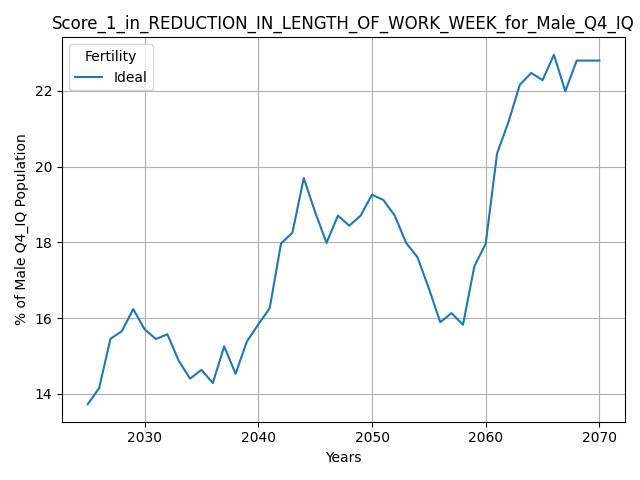 Score_1_in_REDUCTION_IN_LENGTH_OF_WORK_WEEK_for_Male_Q4_IQ
Fertility
Ideal
% of Male Q4_IQ Population
22
20
18
16
14
2030 2040 2050 2060 2070
Years